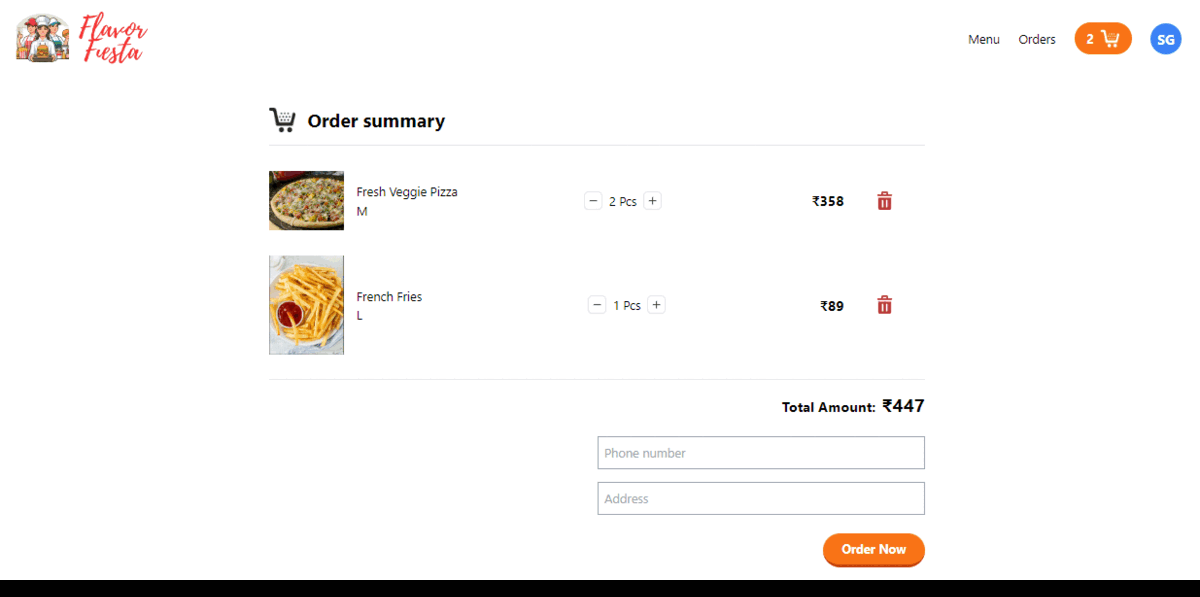 Flavor
Fiesta
Menu
Orders
2
SG
Order summary
Fresh Veggie Pizza
M
− 2 Pcs +
₹358
French Fries
L
− 1 Pcs +
₹89
Total Amount: ₹447
Phone number
Address
Order Now